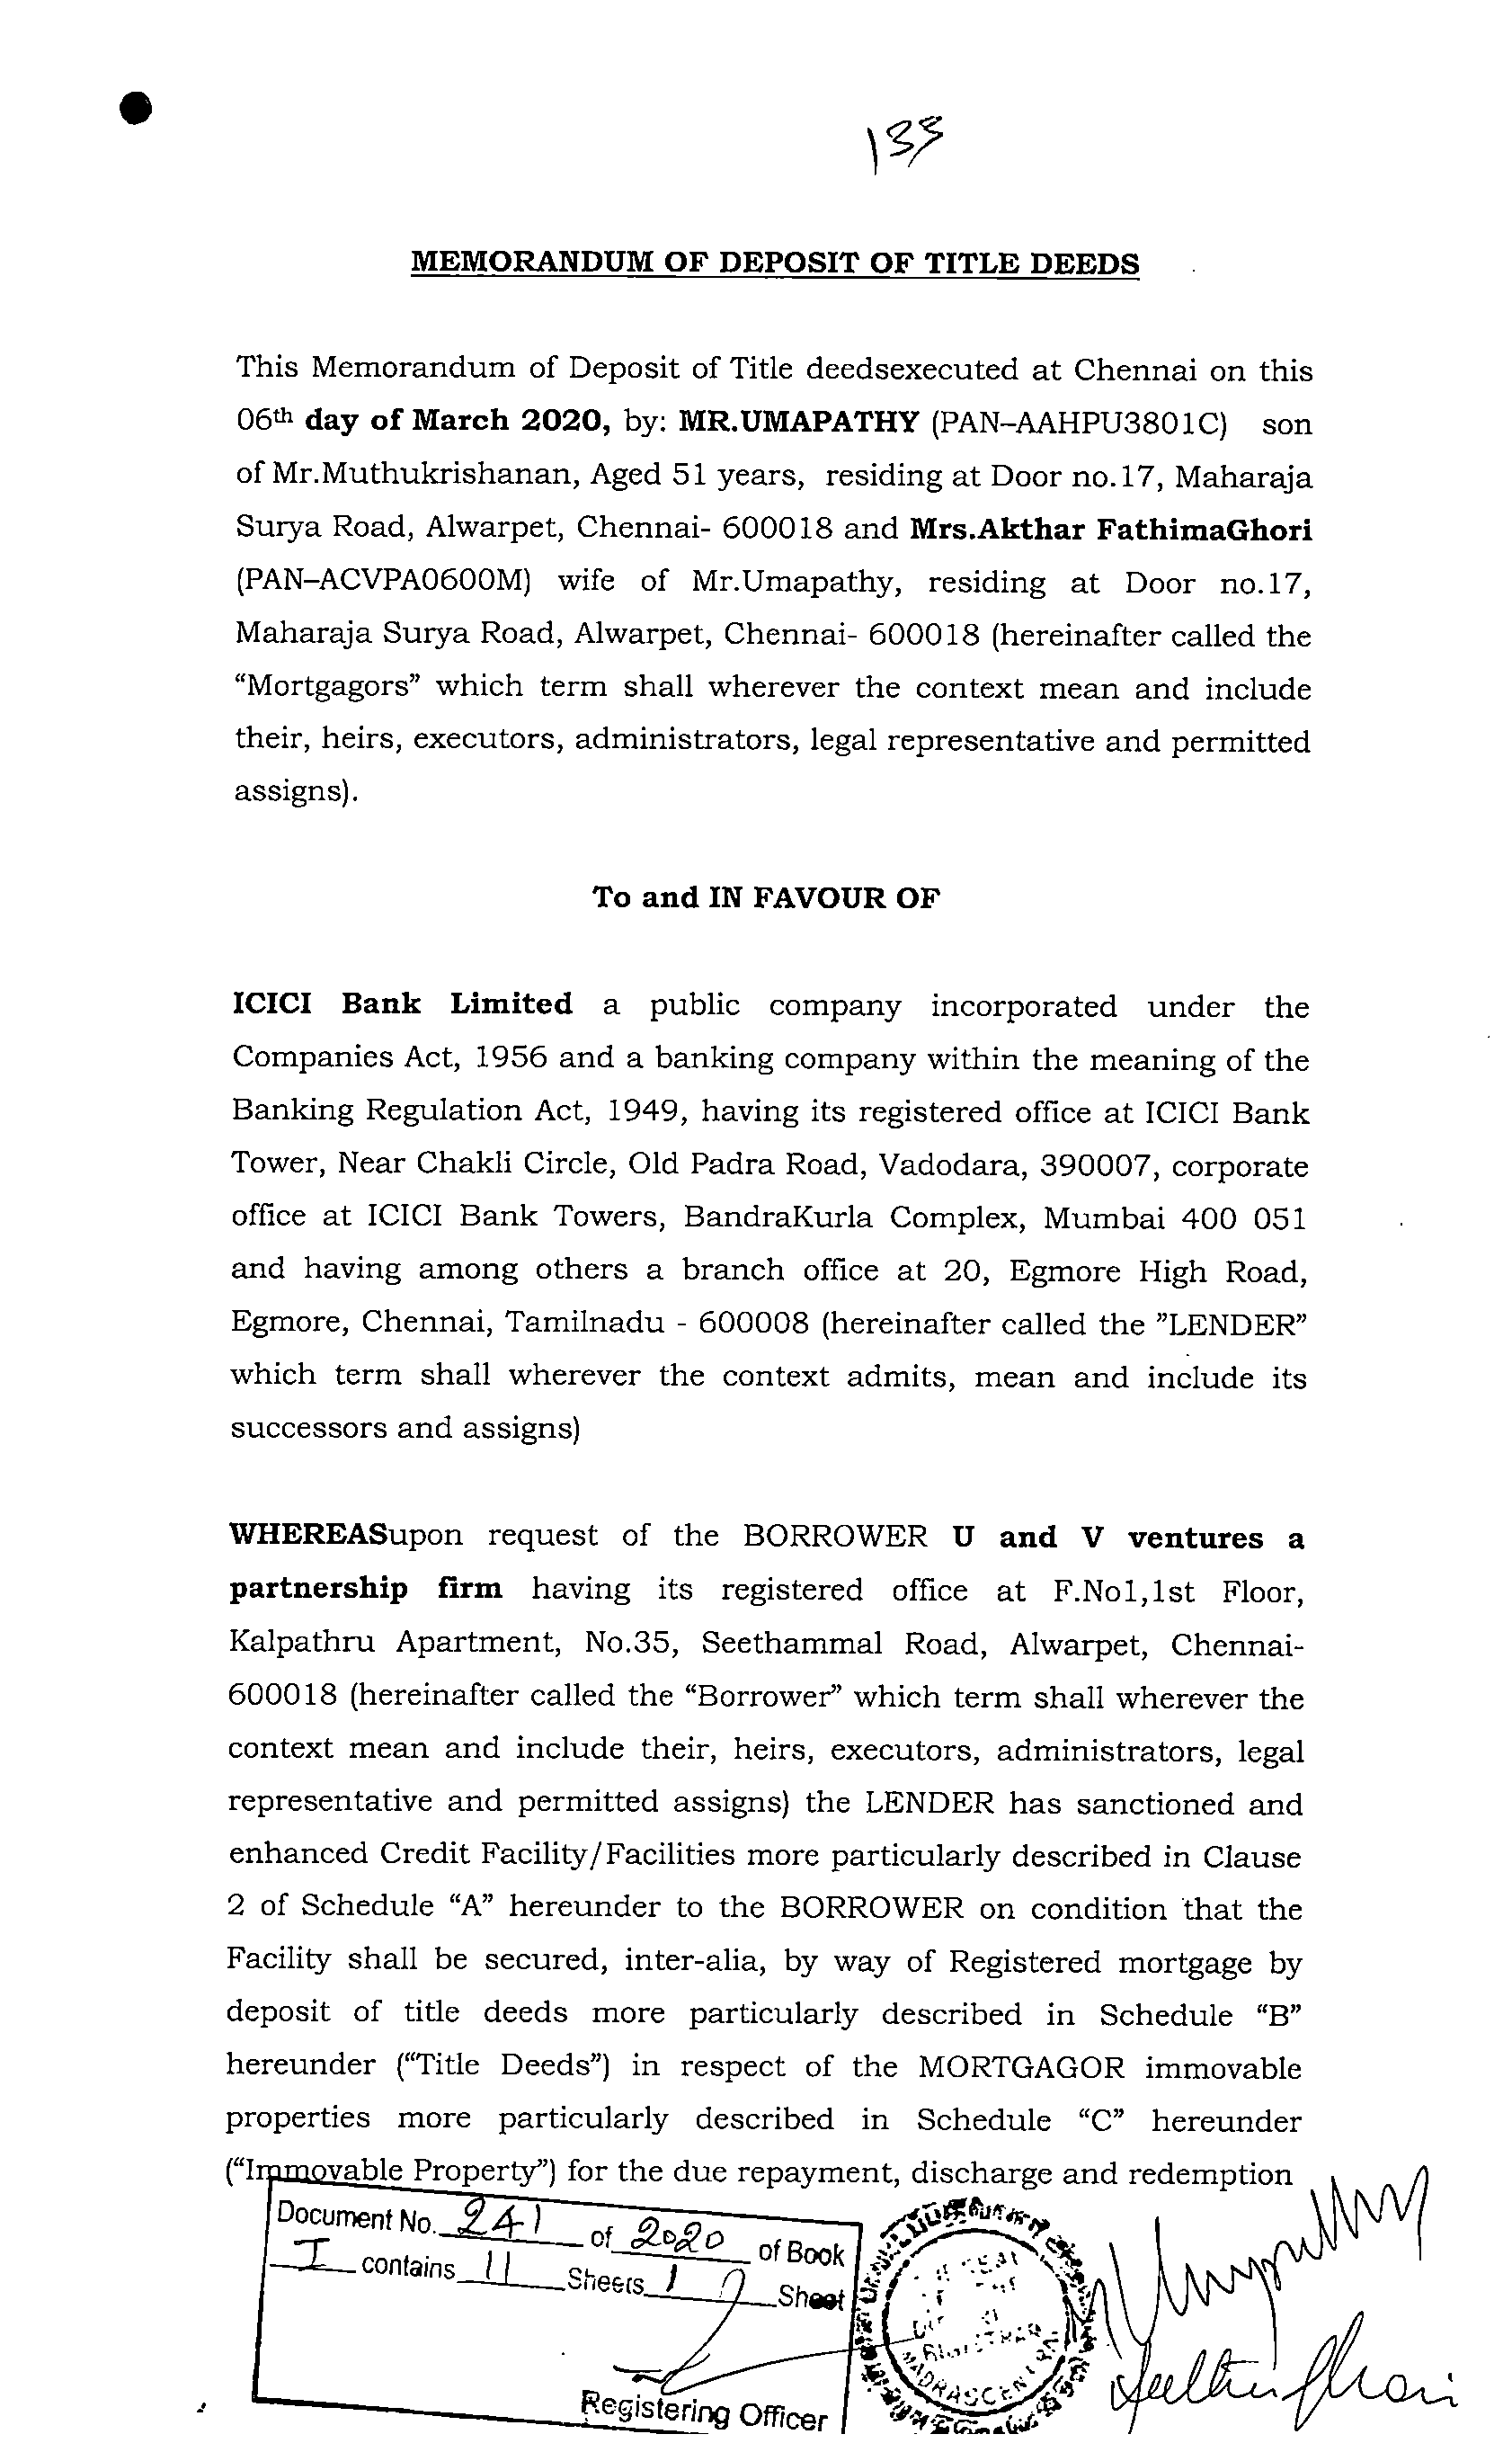 MEMORANDUM OF DEPOSIT OF TITLE DEEDS
This Memorandum of Deposit of Title deedsexecuted at Chennai on this
06th day of March 2020, by: MR.UMAPATHY (PAN–AAHPU3801C) son
of Mr.Muthukrishanan, Aged 51 years, residing at Door no.17, Maharaja
Surya Road, Alwarpet, Chennai- 600018 and Mrs.Akthar FathimaGhori
(PAN–ACVPA0600M) wife of Mr.Umapathy, residing at Door no.17,
Maharaja Surya Road, Alwarpet, Chennai- 600018 (hereinafter called the
“Mortgagors” which term shall wherever the context mean and include
their, heirs, executors, administrators, legal representative and permitted
assigns).
To and IN FAVOUR OF
ICICI Bank Limited a public company incorporated under the
Companies Act, 1956 and a banking company within the meaning of the
Banking Regulation Act, 1949, having its registered office at ICICI Bank
Tower, Near Chakli Circle, Old Padra Road, Vadodara, 390007, corporate
office at ICICI Bank Towers, BandraKurla Complex, Mumbai 400 051
and having among others a branch office at 20, Egmore High Road,
Egmore, Chennai, Tamilnadu - 600008 (hereinafter called the ”LENDER”
which term shall wherever the context admits, mean and include its
successors and assigns)
WHEREASupon request of the BORROWER U and V ventures a
partnership firm having its registered office at F.No1,1st Floor,
Kalpathru Apartment, No.35, Seethammal Road, Alwarpet, Chennai-
600018 (hereinafter called the “Borrower” which term shall wherever the
context mean and include their, heirs, executors, administrators, legal
representative and permitted assigns) the LENDER has sanctioned and
enhanced Credit Facility/Facilities more particularly described in Clause
2 of Schedule “A” hereunder to the BORROWER on condition that the
Facility shall be secured, inter-alia, by way of Registered mortgage by
deposit of title deeds more particularly described in Schedule “B”
hereunder (“Title Deeds”) in respect of the MORTGAGOR immovable
properties more particularly described in Schedule “C” hereunder
(“Immovable Property”) for the due repayment, discharge and redemption
Document No. 241 of 2020 of Book
I contains 11 Sheets 1 Sheet
Registering Officer